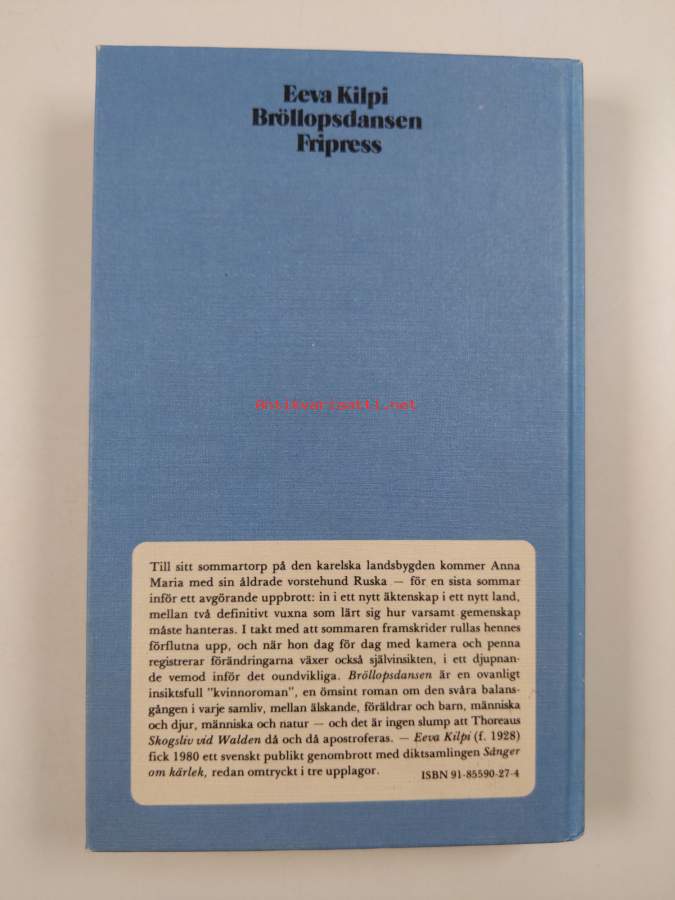 Eeva Kilpi
Bröllopsdansen
Fripress
Antikvariaatti.net
Till sitt sommartorp på den karelska landsbygden kommer Anna
Maria med sin åldrade vorstehund Ruska — för en sista sommar
inför ett avgörande uppbrott: in i ett nytt äktenskap i ett nytt land,
mellan två definitivt vuxna som lärt sig hur varsamt gemenskap
måste hanteras. I takt med att sommaren framskrider rullas hennes
förflutna upp, och när hon dag för dag med kamera och penna
registrerar förändringarna växer också självinsikten, i ett djupnan-
de vemod inför det oundvikliga. Bröllopsdansen är en ovanligt
insiktsfull "kvinnoroman", en ömsint roman om den svåra balans-
gången i varje samliv, mellan älskande, föräldrar och barn, människa
och djur, människa och natur — och det är ingen slump att Thoreaus
Skogsliv vid Walden då och då apostroferas. — Eeva Kilpi (f. 1928)
fick 1980 ett svenskt publikt genombrott med diktsamlingen Sånger
om kärlek, redan omtryckt i tre upplagor.
ISBN 91-85590-27-4